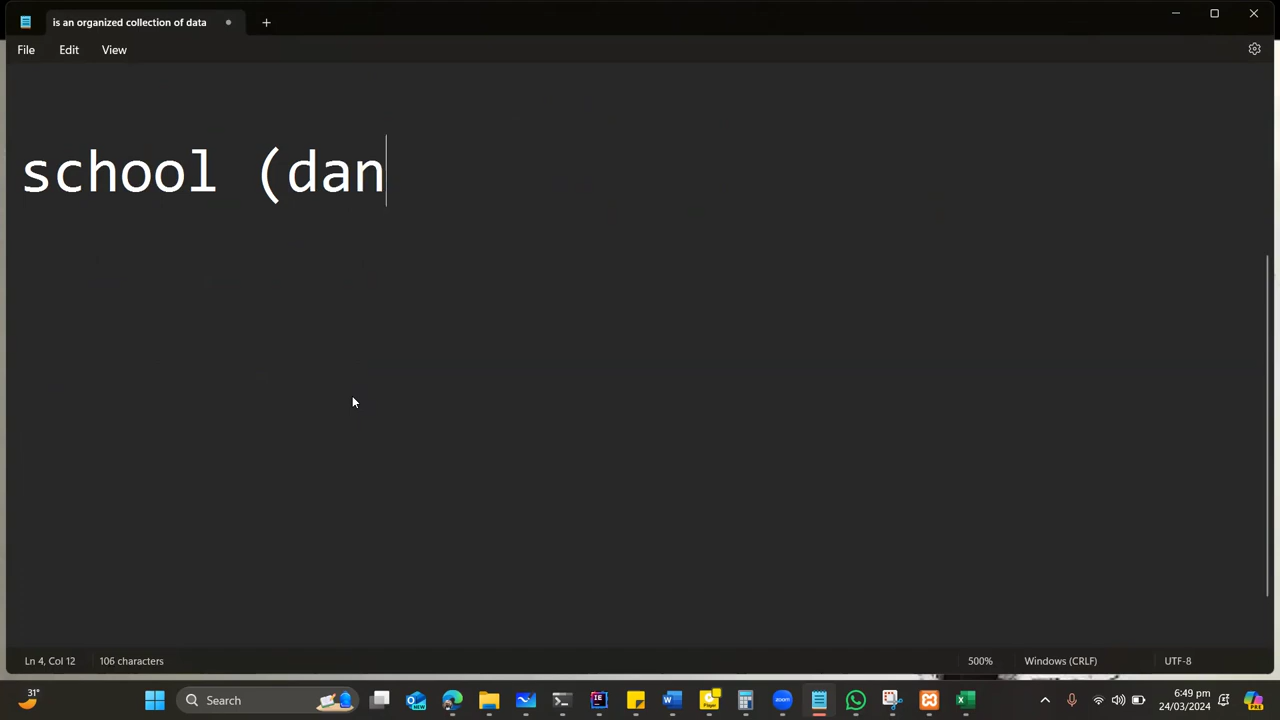 is an organized collection of data
File Edit View
school (dan
Ln 4, Col 12 106 characters 500% Windows (CRLF) UTF-8
31°
Search
6:49 pm
24/03/2024